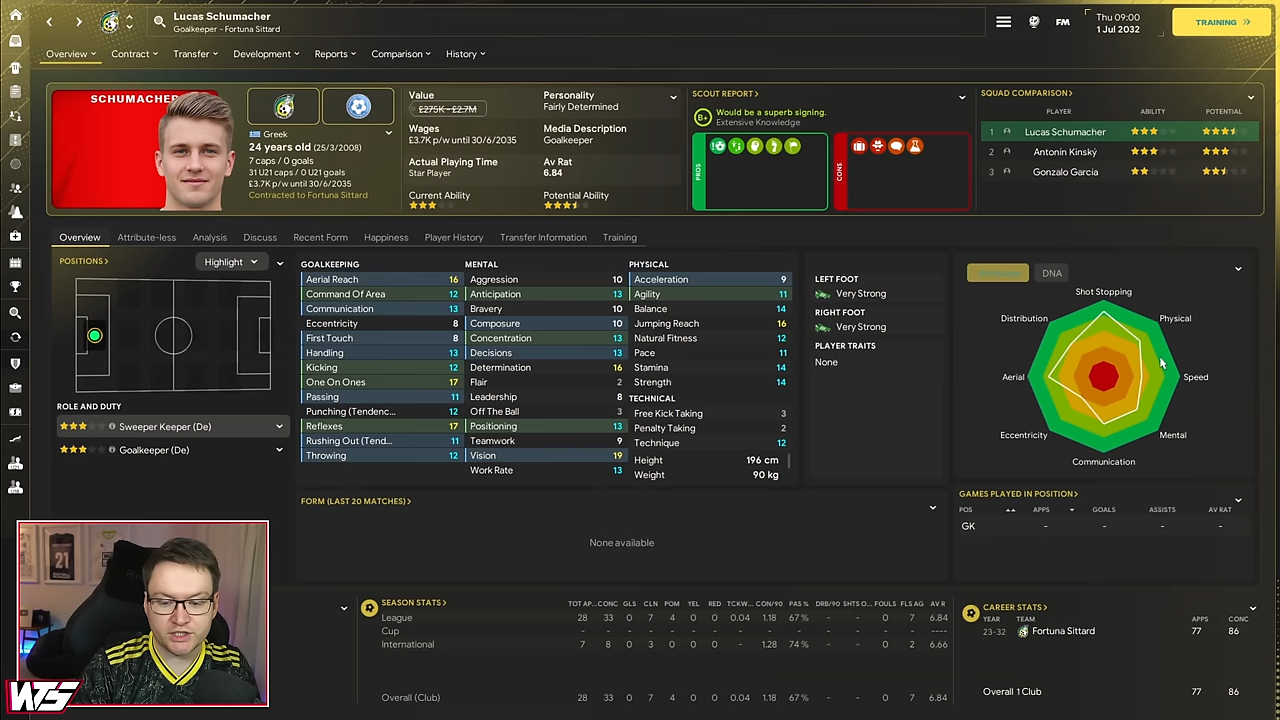 Lucas Schumacher
Goalkeeper - Fortuna Sittard
FM
Thu 09:00
1 Jul 2032
TRAINING
Overview
Contract
Transfer
Development
Reports
Comparison
History
SCHUMACHER
Greek
24 years old (25/3/2008)
7 caps / 0 goals
31 U21 caps / 0 U21 goals
£3.7K p/w until 30/6/2035
Contracted to Fortuna Sittard
Value
£275K - £2.7M
Wages
£3.7K p/w until 30/6/2035
Actual Playing Time
Star Player
Current Ability
Personality
Fairly Determined
Media Description
Goalkeeper
Av Rat
6.84
Potential Ability
SCOUT REPORT >
B+
Would be a superb signing.
Extensive Knowledge
PROS
CONS
SQUAD COMPARISON >
PLAYER ABILITY POTENTIAL
1 Lucas Schumacher
2 Antonin Kinský
3 Gonzalo García
Overview Attribute-less Analysis Discuss Recent Form Happiness Player History Transfer Information Training
POSITIONS >
Highlight
ROLE AND DUTY
Sweeper Keeper (De)
Goalkeeper (De)
GOALKEEPING
Aerial Reach 16
Command Of Area 12
Communication 13
Eccentricity 8
First Touch 8
Handling 13
Kicking 12
One On Ones 17
Passing 11
Punching (Tendenc... 12
Reflexes 17
Rushing Out (Tend... 11
Throwing 12
MENTAL
Aggression 10
Anticipation 13
Bravery 10
Composure 10
Concentration 13
Decisions 13
Determination 16
Flair 2
Leadership 8
Off The Ball 3
Positioning 13
Teamwork 9
Vision 19
Work Rate 13
PHYSICAL
Acceleration 9
Agility 11
Balance 14
Jumping Reach 16
Natural Fitness 12
Pace 11
Stamina 14
Strength 14
TECHNICAL
Free Kick Taking 3
Penalty Taking 2
Technique 12
Height 196 cm
Weight 90 kg
LEFT FOOT
Very Strong
RIGHT FOOT
Very Strong
PLAYER TRAITS
None
DNA
Shot Stopping
Distribution
Physical
Aerial
Speed
Eccentricity
Mental
Communication
FORM (LAST 20 MATCHES) >
None available
GAMES PLAYED IN POSITION >
POS APPS GOALS ASSISTS AV RAT
GK - - - -
21
WTS
SEASON STATS >
TOT AP... CONC GLS CLN POM YEL RED TCKW... CON/90 PAS % DRB/90 SHTS O... FOULS FLS AG AV R
League 28 33 0 7 4 0 0 0.04 1.18 67 % - - 0 7 6.84
Cup - - - - - - - - - - - - - - ----
International 7 8 0 3 0 0 0 - 1.28 74 % - - 0 2 6.66
Overall (Club) 28 33 0 7 4 0 0 0.04 1.18 67 % - - 0 7 6.84
CAREER STATS >
YEAR TEAM APPS CONC
23-32 Fortuna Sittard 77 86
Overall 1 Club 77 86